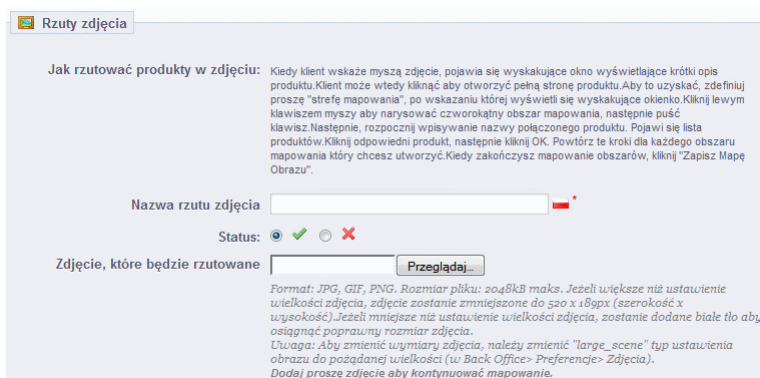 Rzuty zdjęcia
Jak rzutować produkty w zdjęciu:
Kiedy klient wskaże myszą zdjęcie, pojawia się wyskakujące okno wyświetlające krótki opis
produktu.Klient może wtedy kliknąć aby otworzyć pełną stronę produktu.Aby to uzyskać, zdefiniuj
proszę "strefę mapowania", po wskazaniu której wyświetli się wyskakujące okienko.Kliknij lewym
klawiszem myszy aby narysować czworokątny obszar mapowania, następnie puść
klawisz.Następnie, rozpocznij wpisywanie nazwy połączonego produktu. Pojawi się lista
produktów.Kliknij odpowiedni produkt, następnie kliknij OK. Powtórz te kroki dla każdego obszaru
mapowania który chcesz utworzyć.Kiedy zakończysz mapowanie obszarów, kliknij "Zapisz Mapę
Obrazu".
Nazwa rzutu zdjęcia *
Status:
Zdjęcie, które będzie rzutowane Przeglądaj...
Format: JPG, GIF, PNG. Rozmiar pliku: 2048kB maks. Jeżeli większe niż ustawienie
wielkości zdjęcia, zdjęcie zostanie zmniejszone do 520 x 189px (szerokość x
wysokość).Jeżeli mniejsze niż ustawienie wielkości zdjęcia, zostanie dodane białe tło aby
osiągnąć poprawny rozmiar zdjęcia.
Uwaga: Aby zmienić wymiary zdjęcia, należy zmienić "large_scene" typ ustawienia
obrazu do pożądanej wielkości (w Back Office> Preferencje> Zdjęcia).
Dodaj proszę zdjęcie aby kontynuować mapowanie.